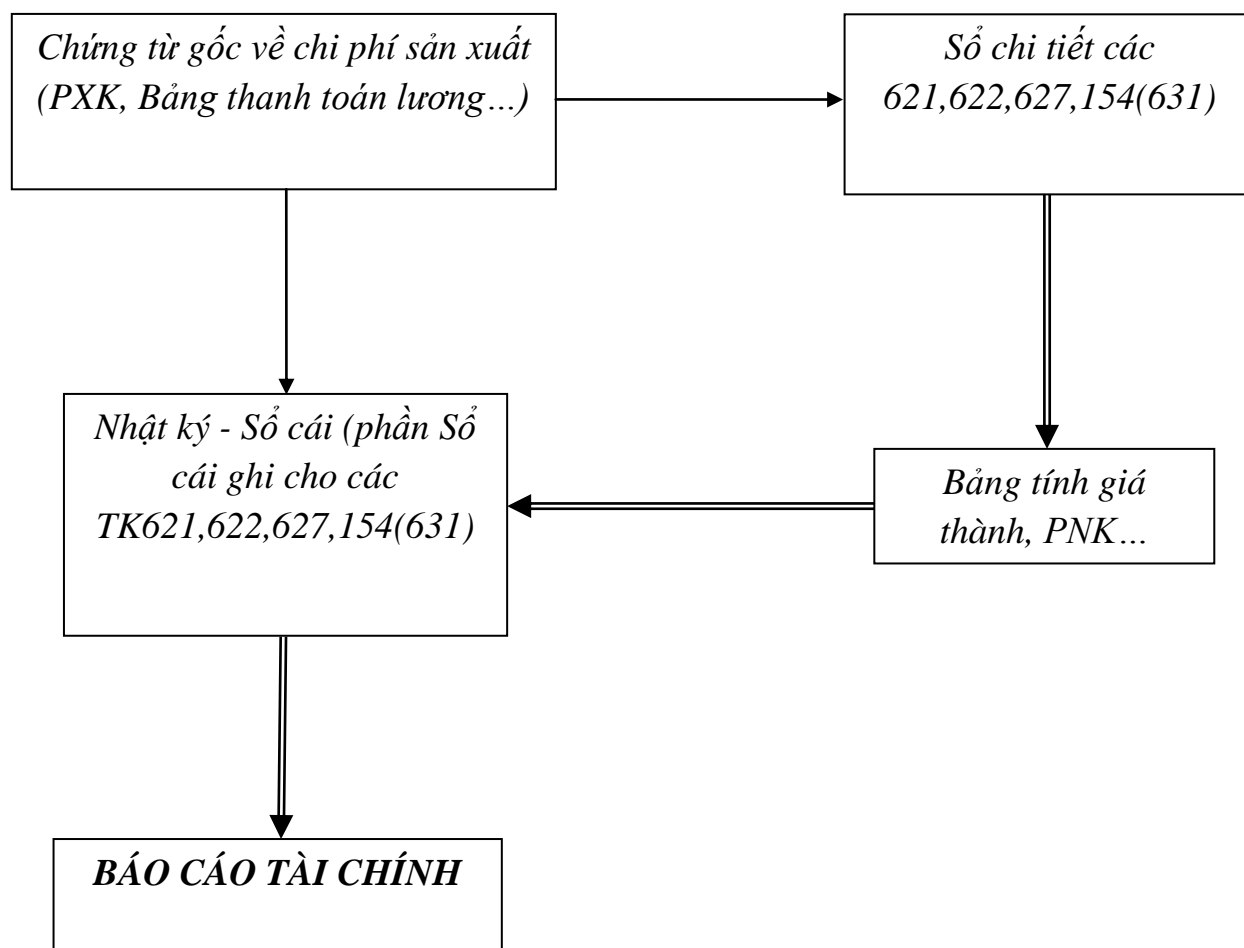 Chứng từ gốc về chi phí sản xuất
(PXK, Bảng thanh toán lương…)
Sổ chi tiết các
621,622,627,154(631)
Nhật ký - Sổ cái (phần Sổ
cái ghi cho các
TK621,622,627,154(631)
Bảng tính giá
thành, PNK…
BÁO CÁO TÀI CHÍNH